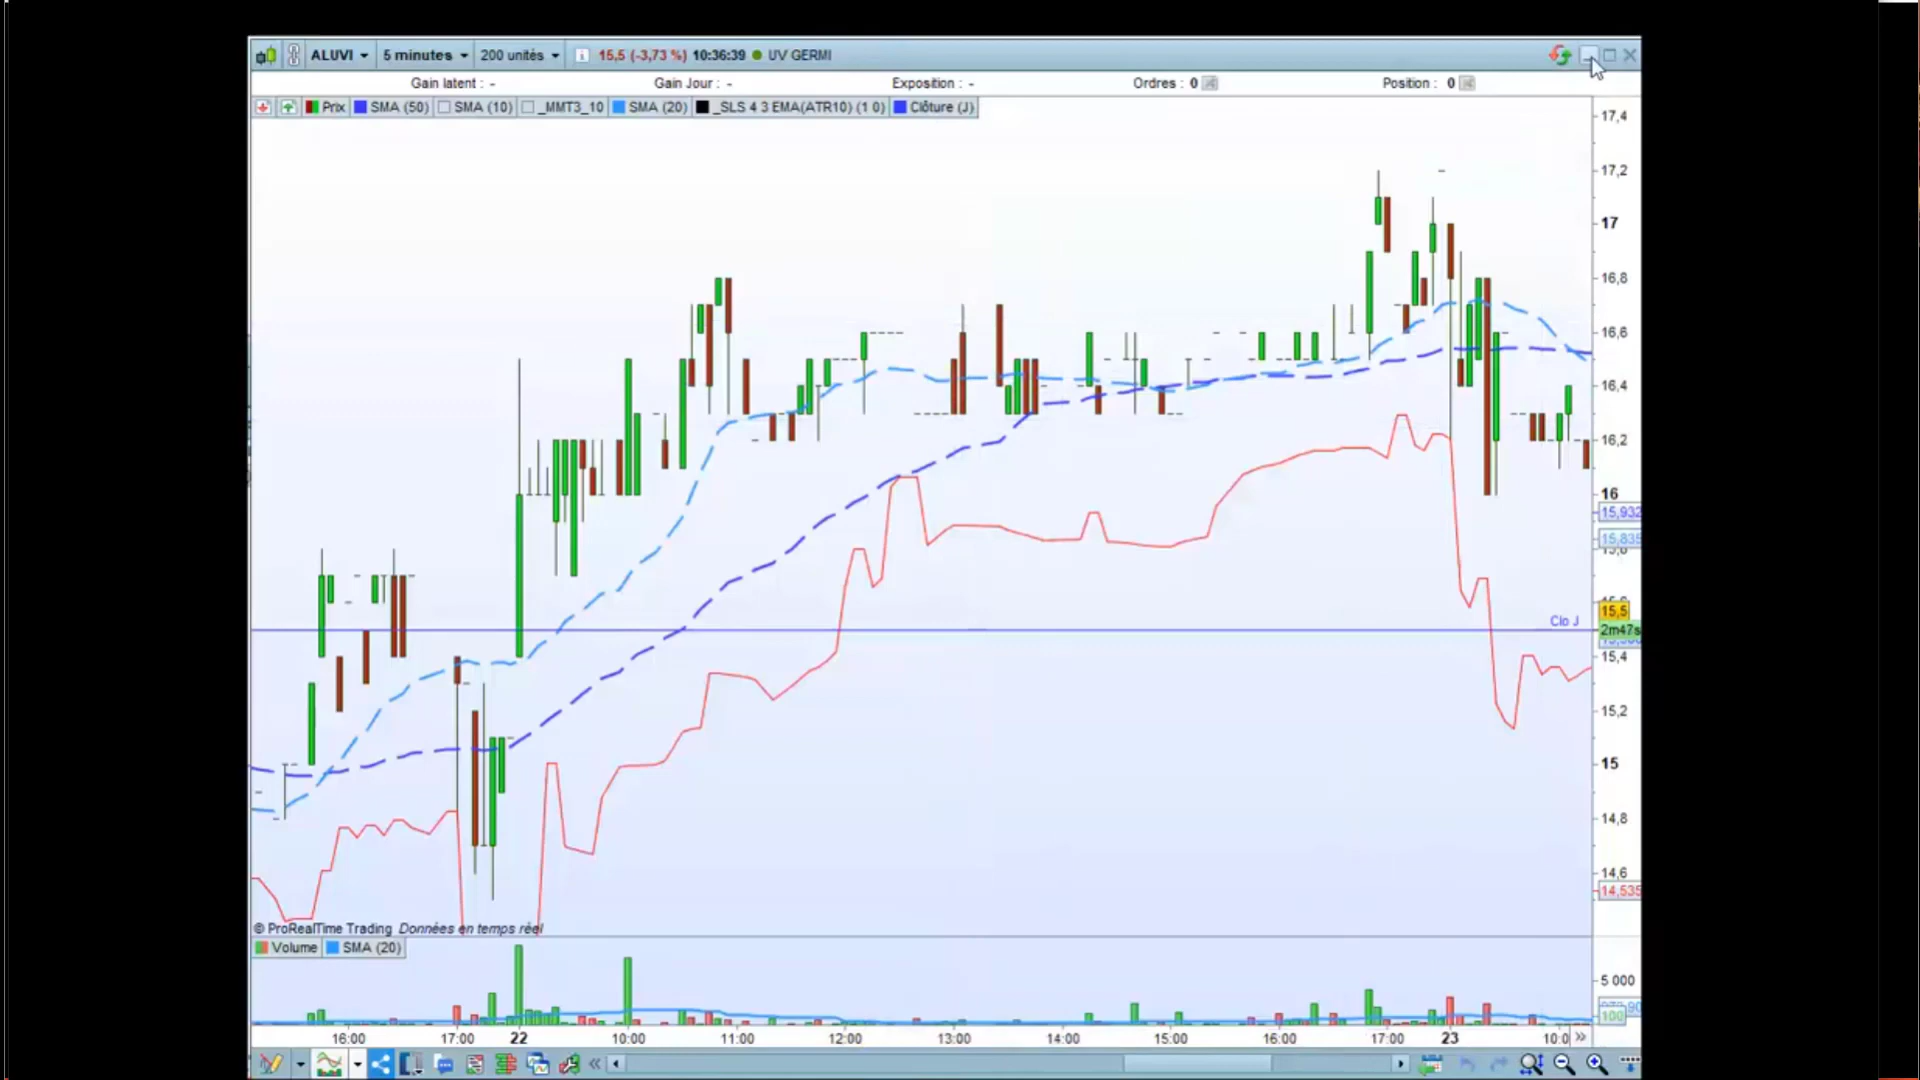 ALUVI 5 minutes 200 unités 15,5 (-3,73 %) 10:36:39 UV GERMI
Gain latent : - Gain Jour : - Exposition : - Ordres : 0 Position : 0
Prix SMA (50) SMA (10) _MMT3_10 SMA (20) _SLS 4 3 EMA(ATR10) (1 0) Clôture (J)
17,4
17,2
17
16,8
16,6
16,4
16,2
16
15,932
15,835
15,5
Clo J
2m47s
15,4
15,2
15
14,8
14,6
14,535
© ProRealTime Trading Données en temps réel
Volume SMA (20)
5 000
100
16:00 17:00 22 10:00 11:00 12:00 13:00 14:00 15:00 16:00 17:00 23 10:0